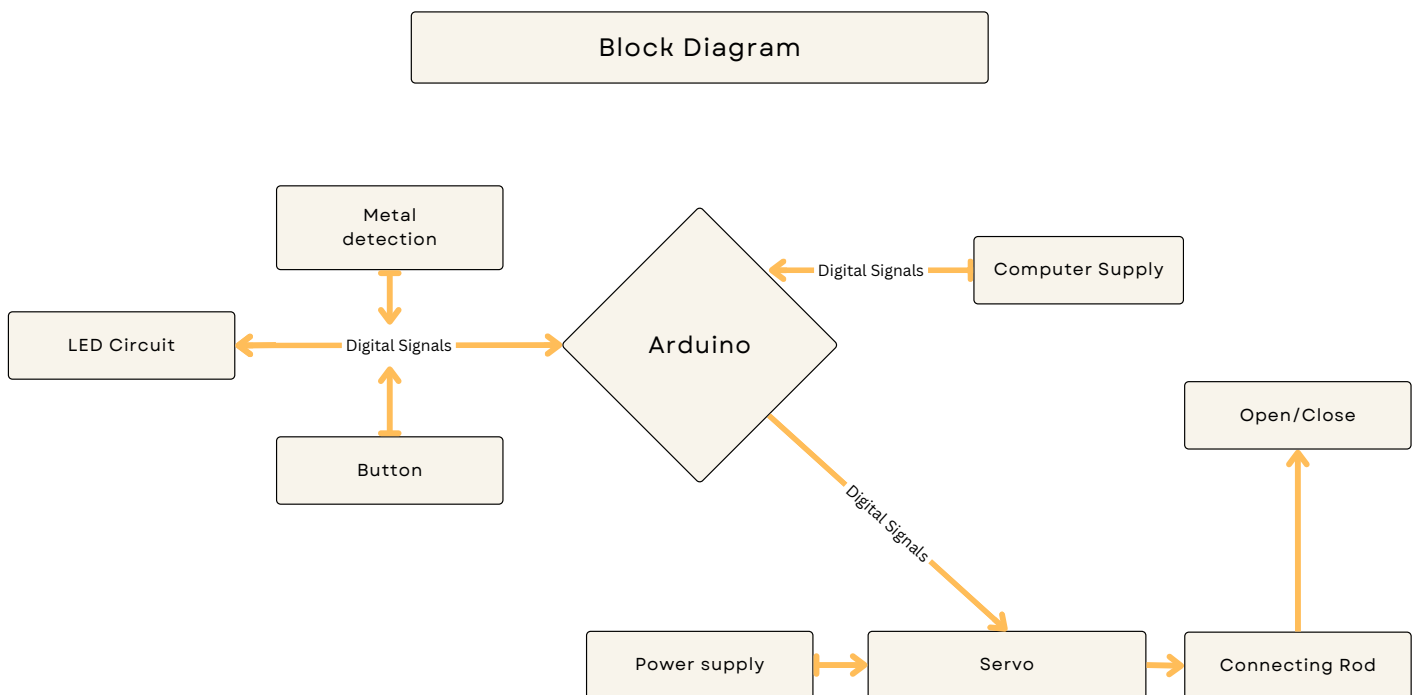 Block Diagram
Metal
detection
Digital Signals
Computer Supply
LED Circuit
Digital Signals
Arduino
Open/Close
Button
Digital Signals
Power supply
Servo
Connecting Rod